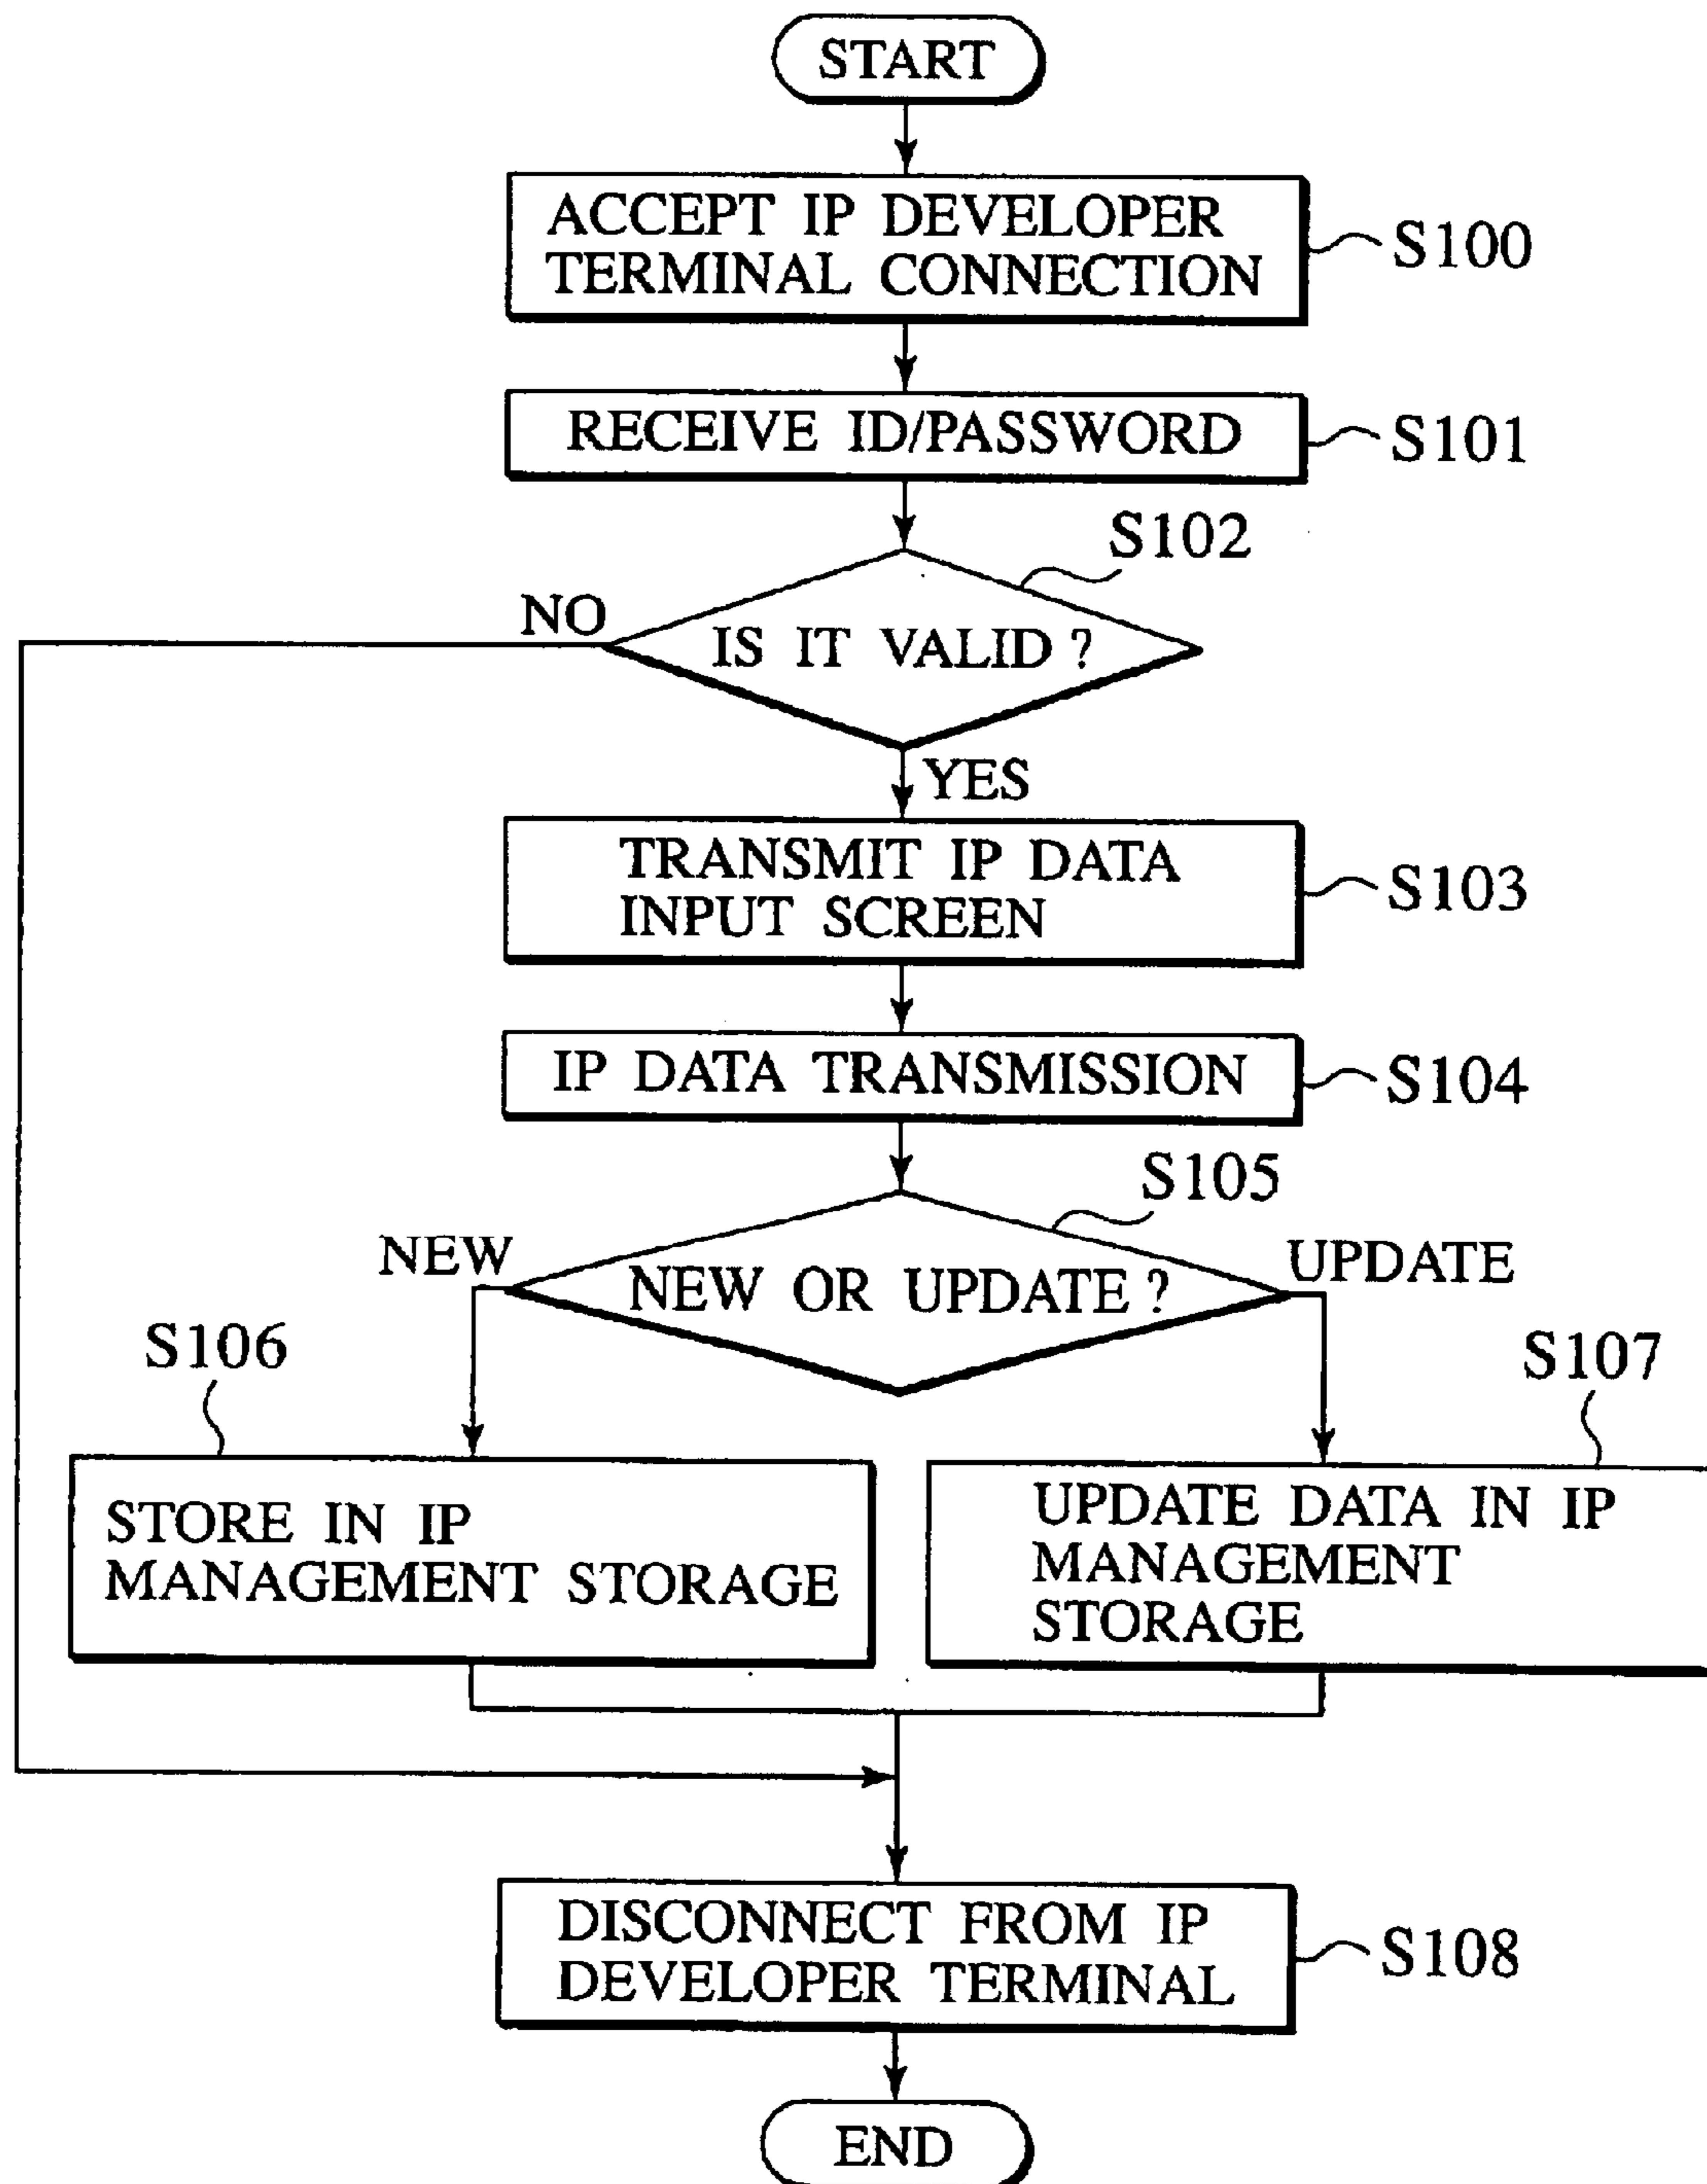 START
ACCEPT IP DEVELOPER
TERMINAL CONNECTION
S100
RECEIVE ID/PASSWORD
S101
S102
NO
IS IT VALID?
YES
TRANSMIT IP DATA
INPUT SCREEN
S103
IP DATA TRANSMISSION
S104
S105
NEW
NEW OR UPDATE?
UPDATE
S106
S107
STORE IN IP
MANAGEMENT STORAGE
UPDATE DATA IN IP
MANAGEMENT
STORAGE
DISCONNECT FROM IP
DEVELOPER TERMINAL
S108
END